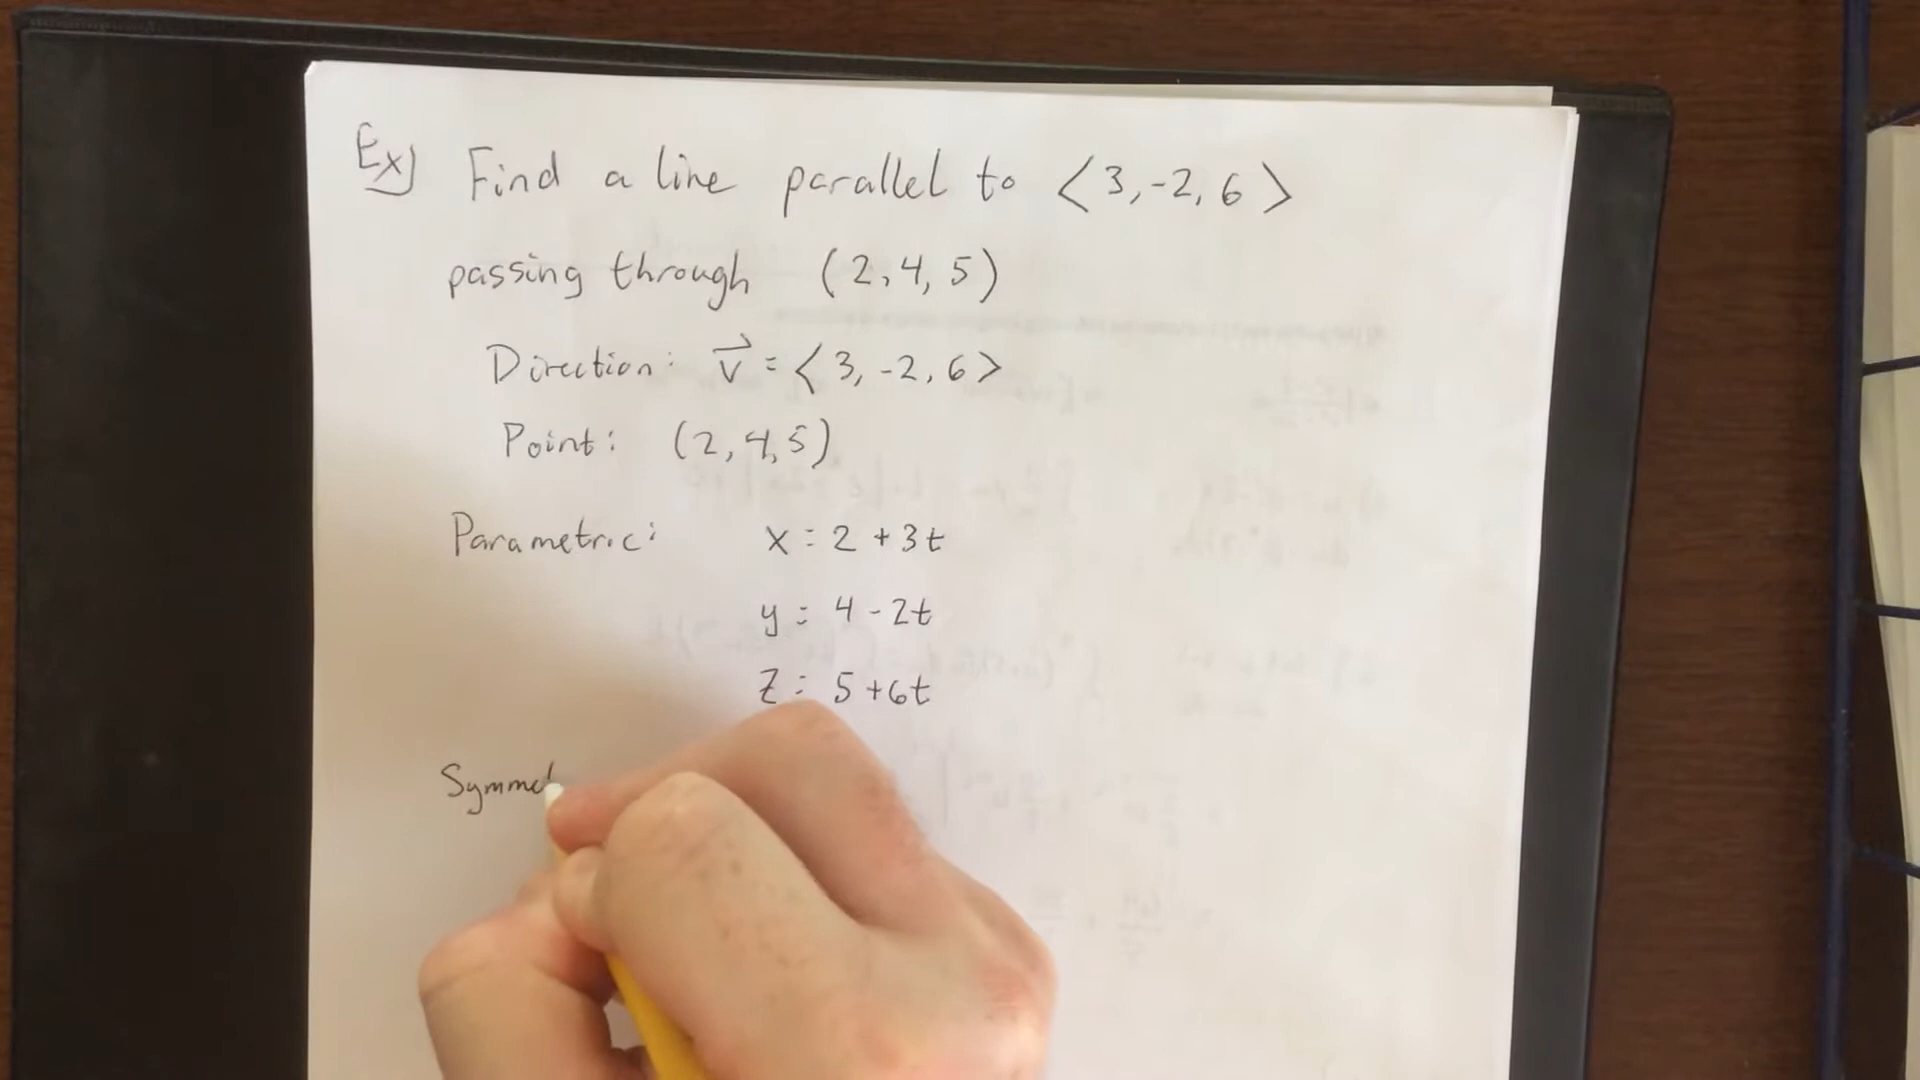 Ex) Find a line parallel to <3, -2, 6>
passing through (2, 4, 5)
Direction: v⃗ = <3, -2, 6>
Point: (2, 4, 5)
Parametric: x = 2 + 3t
y = 4 - 2t
z = 5 + 6t
Symmet